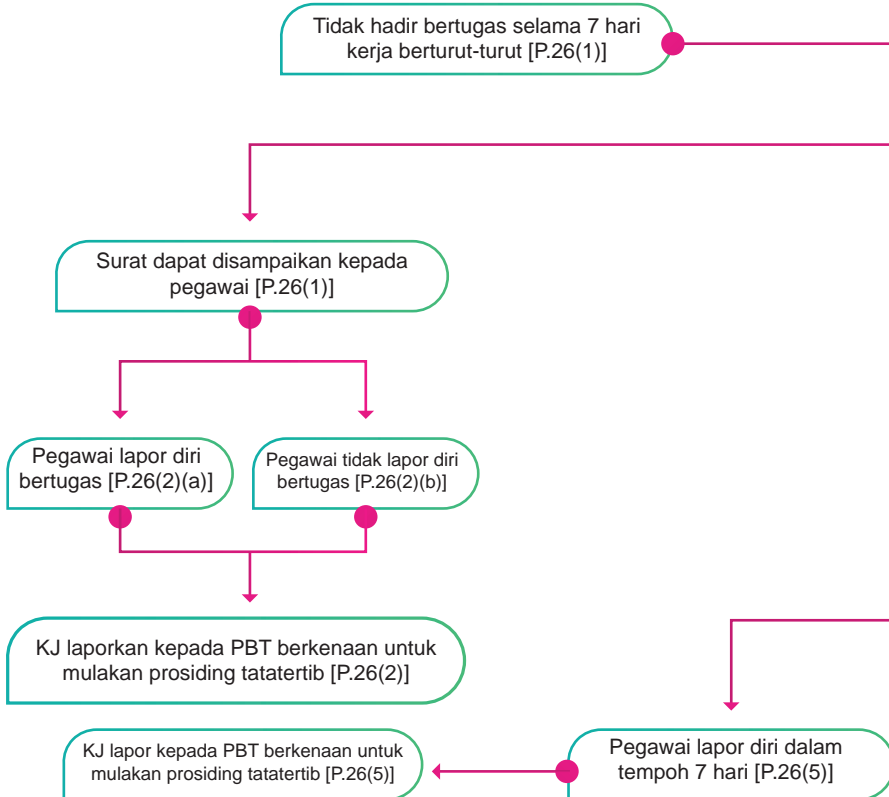 Tidak hadir bertugas selama 7 hari
kerja berturut-turut [P.26(1)]
Surat dapat disampaikan kepada
pegawai [P.26(1)]
Pegawai lapor diri
bertugas [P.26(2)(a)]
Pegawai tidak lapor diri
bertugas [P.26(2)(b)]
KJ laporkan kepada PBT berkenaan untuk
mulakan prosiding tatatertib [P.26(2)]
KJ lapor kepada PBT berkenaan untuk
mulakan prosiding tatatertib [P.26(5)]
Pegawai lapor diri dalam
tempoh 7 hari [P.26(5)]